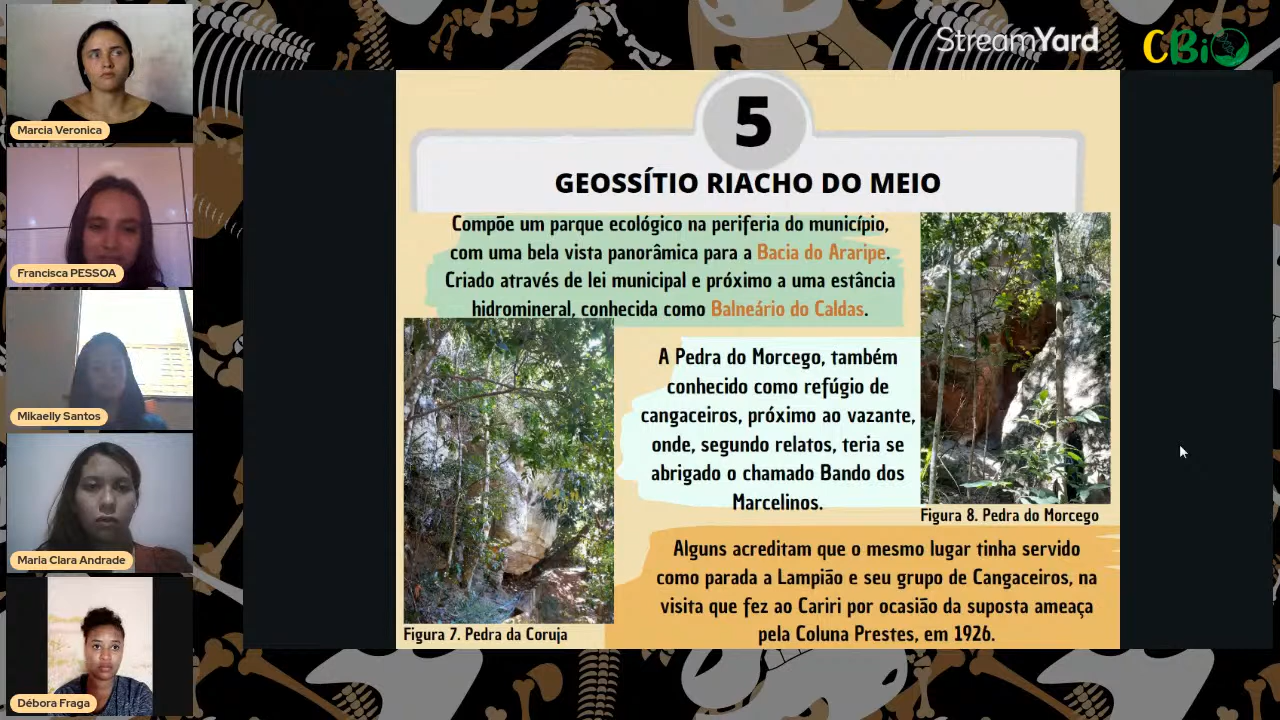 StreamYard
CBio
Marcia Veronica
Francisca PESSOA
Mikaelly Santos
Maria Clara Andrade
Débora Fraga
5
GEOSSÍTIO RIACHO DO MEIO
Compõe um parque ecológico na periferia do município,
com uma bela vista panorâmica para a Bacia do Araripe.
Criado através de lei municipal e próximo a uma estância
hidromineral, conhecida como Balneário do Caldas.
A Pedra do Morcego, também
conhecido como refúgio de
cangaceiros, próximo ao vazante,
onde, segundo relatos, teria se
abrigado o chamado Bando dos
Marcelinos.
Figura 8. Pedra do Morcego
Alguns acreditam que o mesmo lugar tinha servido
como parada a Lampião e seu grupo de Cangaceiros, na
visita que fez ao Cariri por ocasião da suposta ameaça
pela Coluna Prestes, em 1926.
Figura 7. Pedra da Coruja